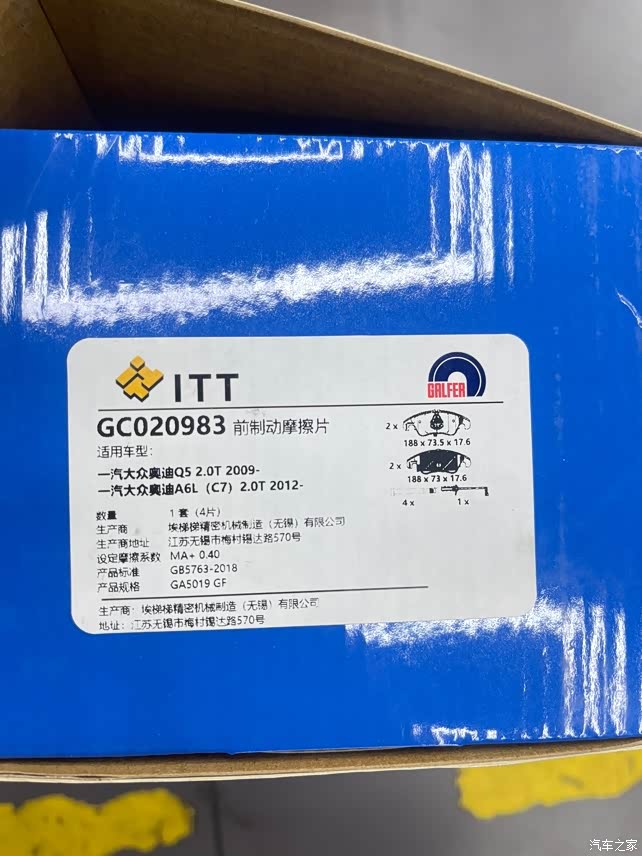 ITT
GALFER
GC020983 前制动摩擦片
适用车型:
一汽大众奥迪Q5 2.0T 2009-
一汽大众奥迪A6L（C7）2.0T 2012-
2 x
188 x 73.5 x 17.6
2 x
188 x 73 x 17.6
4 x 1 x
数量 1 套（4片）
生产商 埃梯梯精密机械制造（无锡）有限公司
生产商地址 江苏无锡市梅村锡达路570号
设定摩擦系数 MA+ 0.40
产品标准 GB5763-2018
产品规格 GA5019 GF
生产商：埃梯梯精密机械制造（无锡）有限公司
地址：江苏无锡市梅村锡达路570号
汽车之家